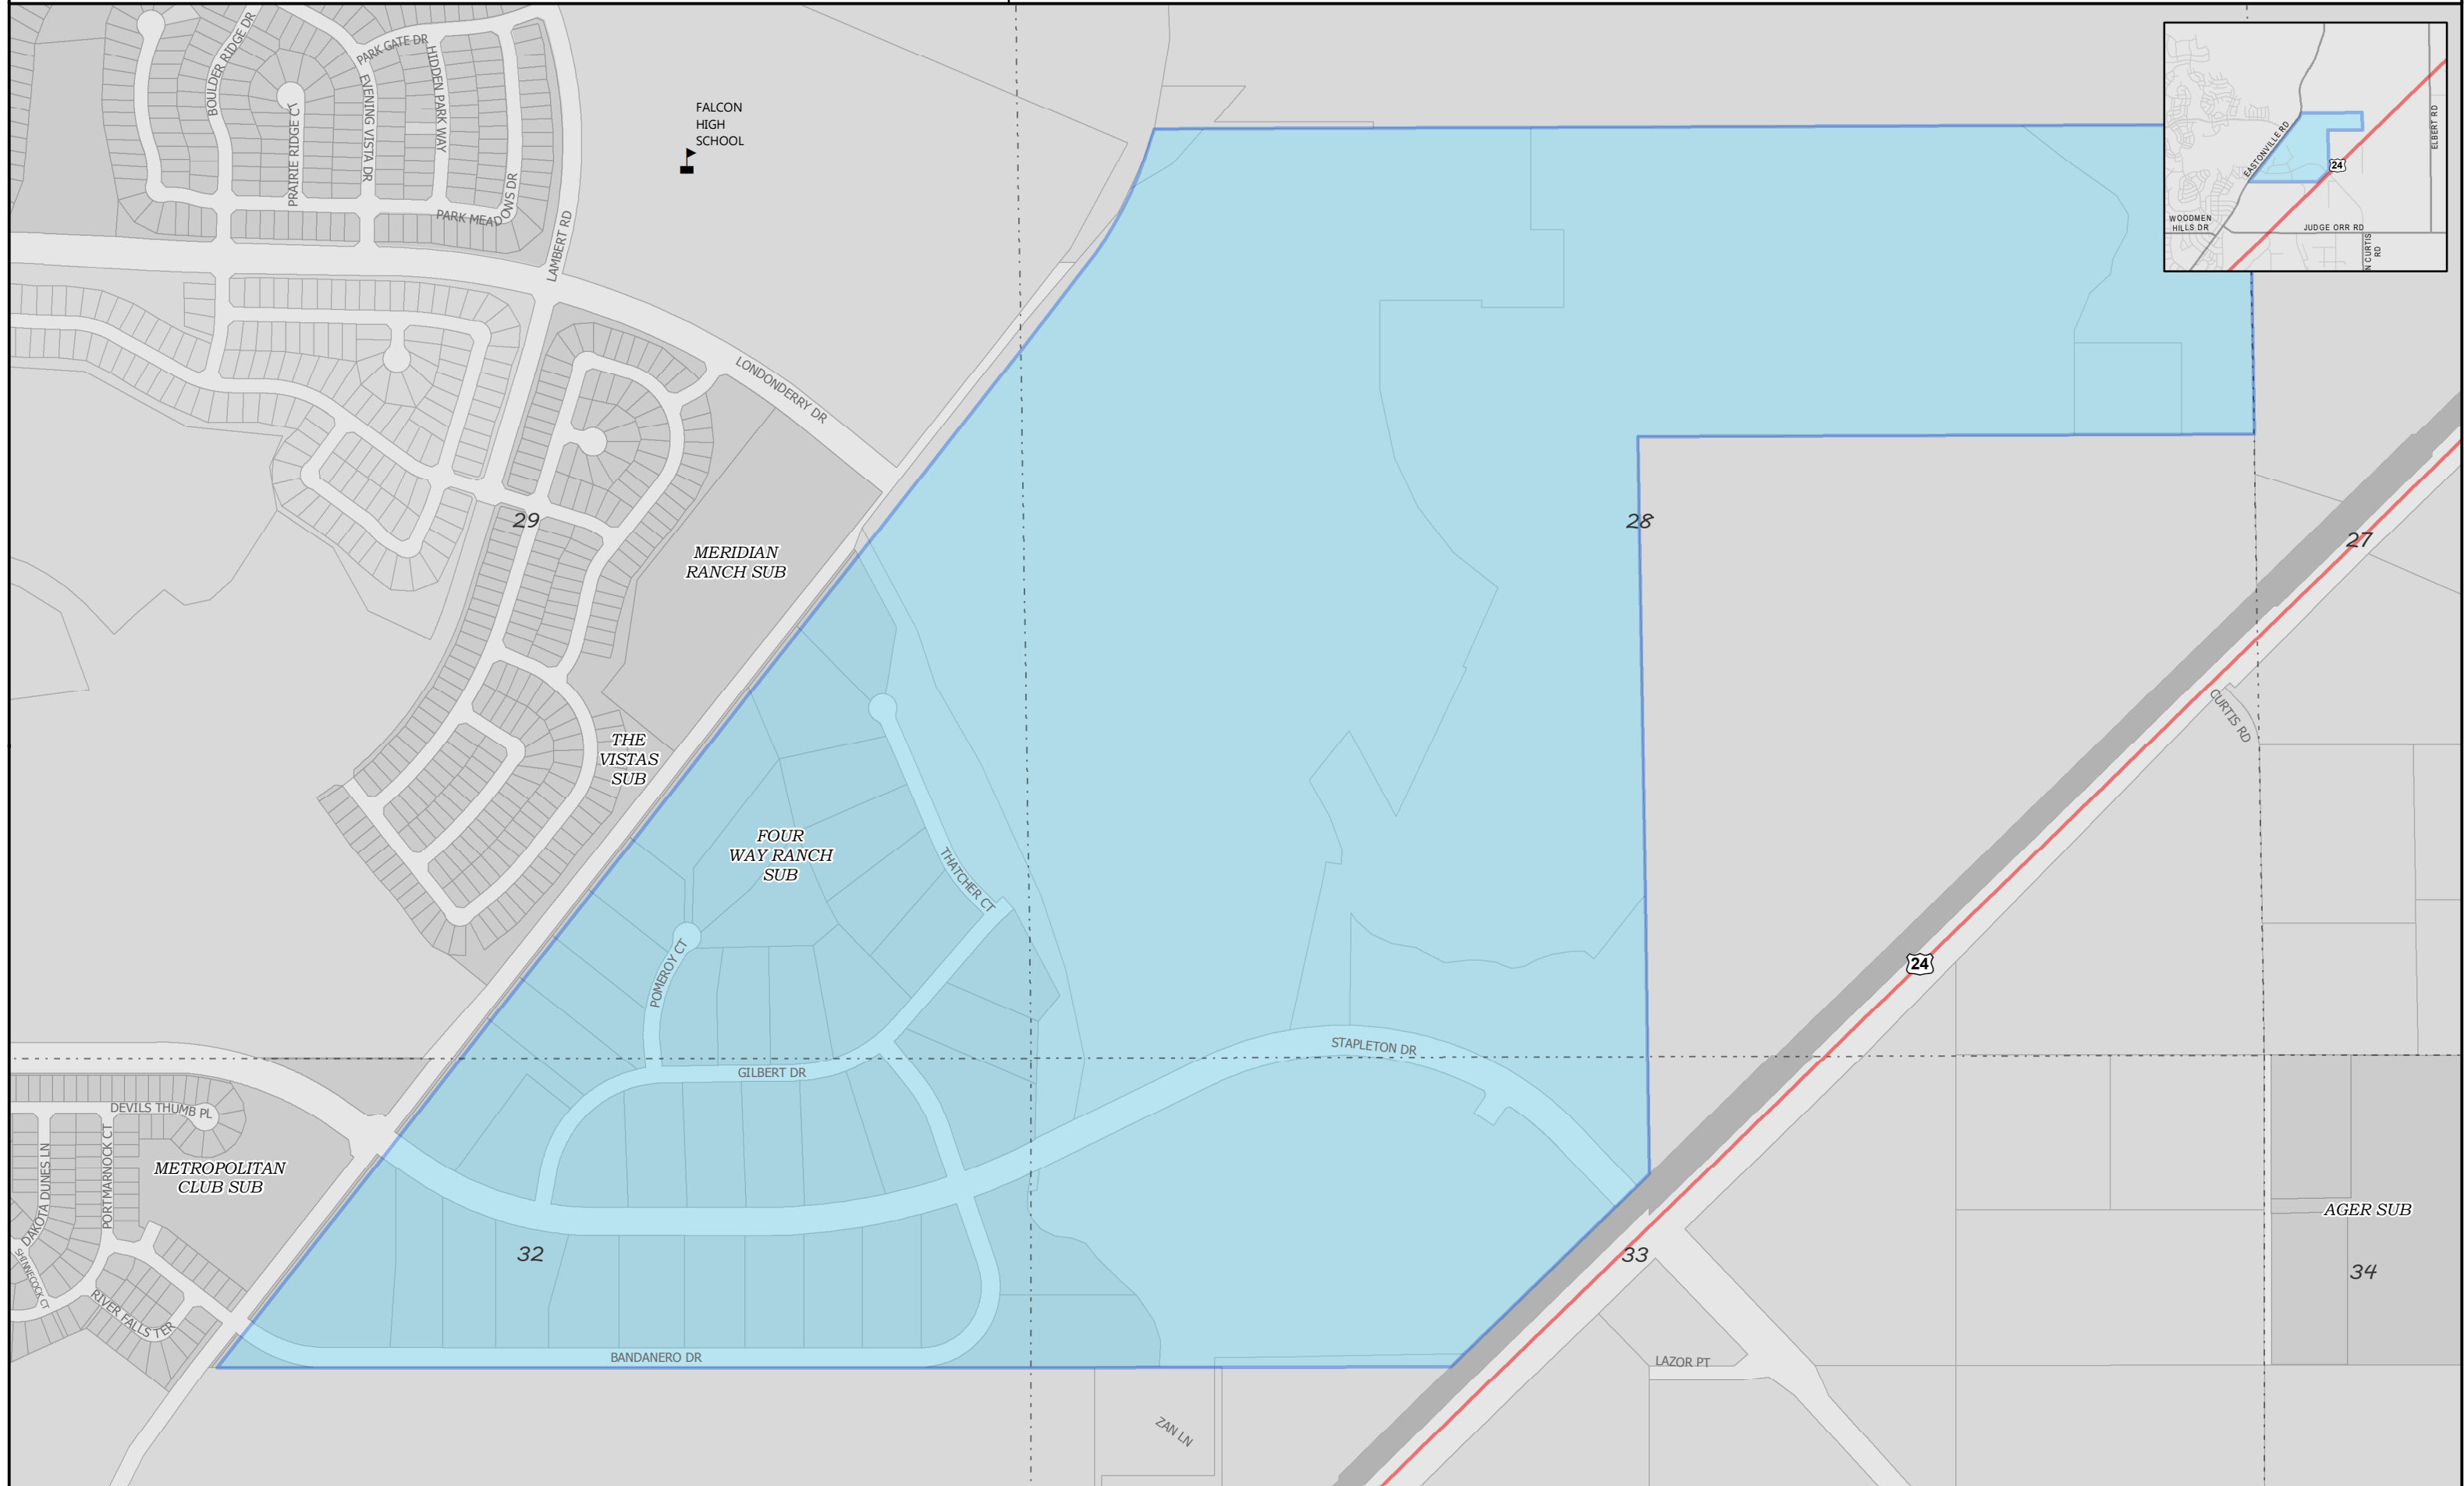 BOULDER RIDGE DR
PARK GATE DR
HIDDEN PARK WAY
EVENING VISTA DR
PRAIRIE RIDGE CT
PARK MEADOWS DR
LAMBERT RD
FALCON
HIGH
SCHOOL
LONDONDERRY DR
29
MERIDIAN
RANCH SUB
THE
VISTAS
SUB
FOUR
WAY RANCH
SUB
THATCHER CT
POMEROY CT
GILBERT DR
STAPLETON DR
28
27
24
CURTIS RD
DEVILS THUMB PL
PORTMARNOCK CT
DAKOTA DUNES LN
SHINNECOCK CT
RIVER FALLS TER
METROPOLITAN
CLUB SUB
32
BANDANERO DR
33
LAZOR PT
ZAN LN
AGER SUB
34
EASTONVILLE RD
24
ELBERT RD
WOODMEN
HILLS DR
JUDGE ORR RD
N CURTIS
RD